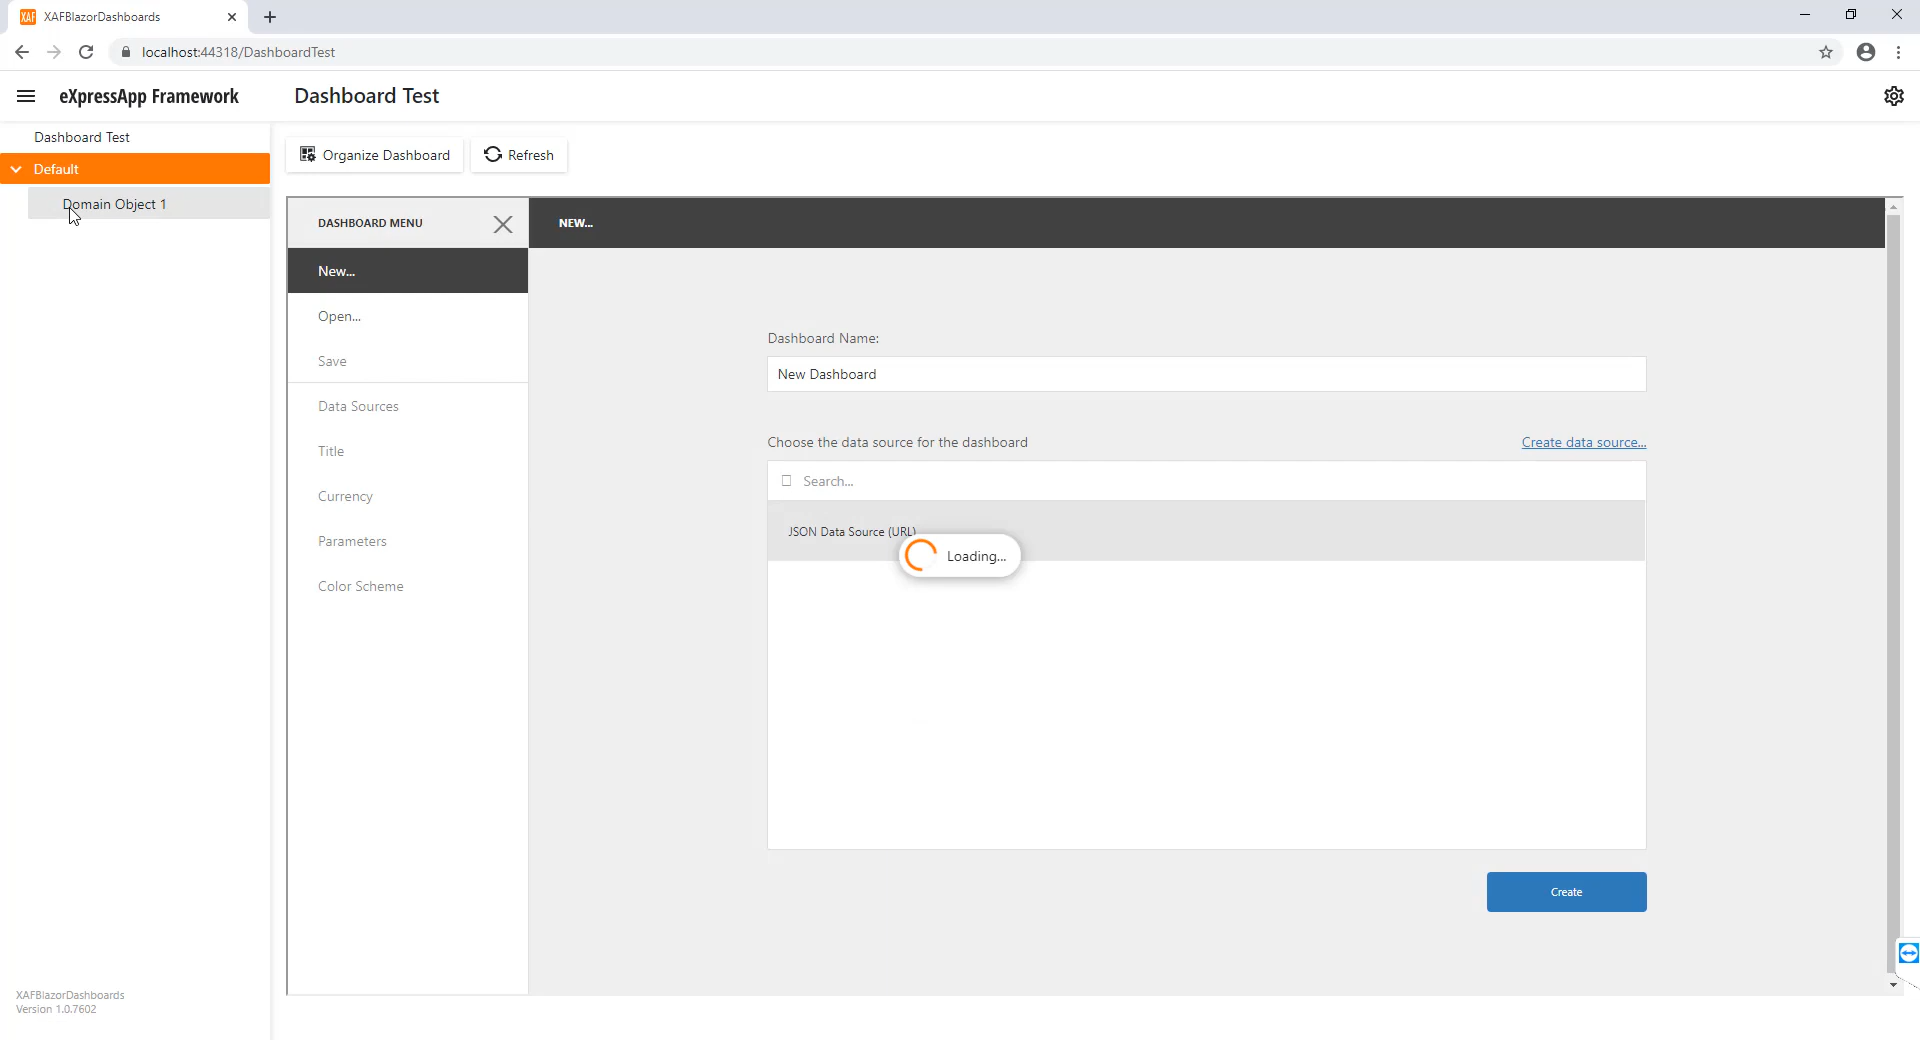 XAFBlazorDashboards
localhost:44318/DashboardTest
eXpressApp Framework
Dashboard Test
Dashboard Test
Default
Domain Object 1
Organize Dashboard
Refresh
DASHBOARD MENU
NEW...
New...
Open...
Save
Data Sources
Title
Currency
Parameters
Color Scheme
Dashboard Name:
New Dashboard
Choose the data source for the dashboard
Create data source...
Search...
JSON Data Source (URL)
Loading...
Create
XAFBlazorDashboards
Version 1.0.7602